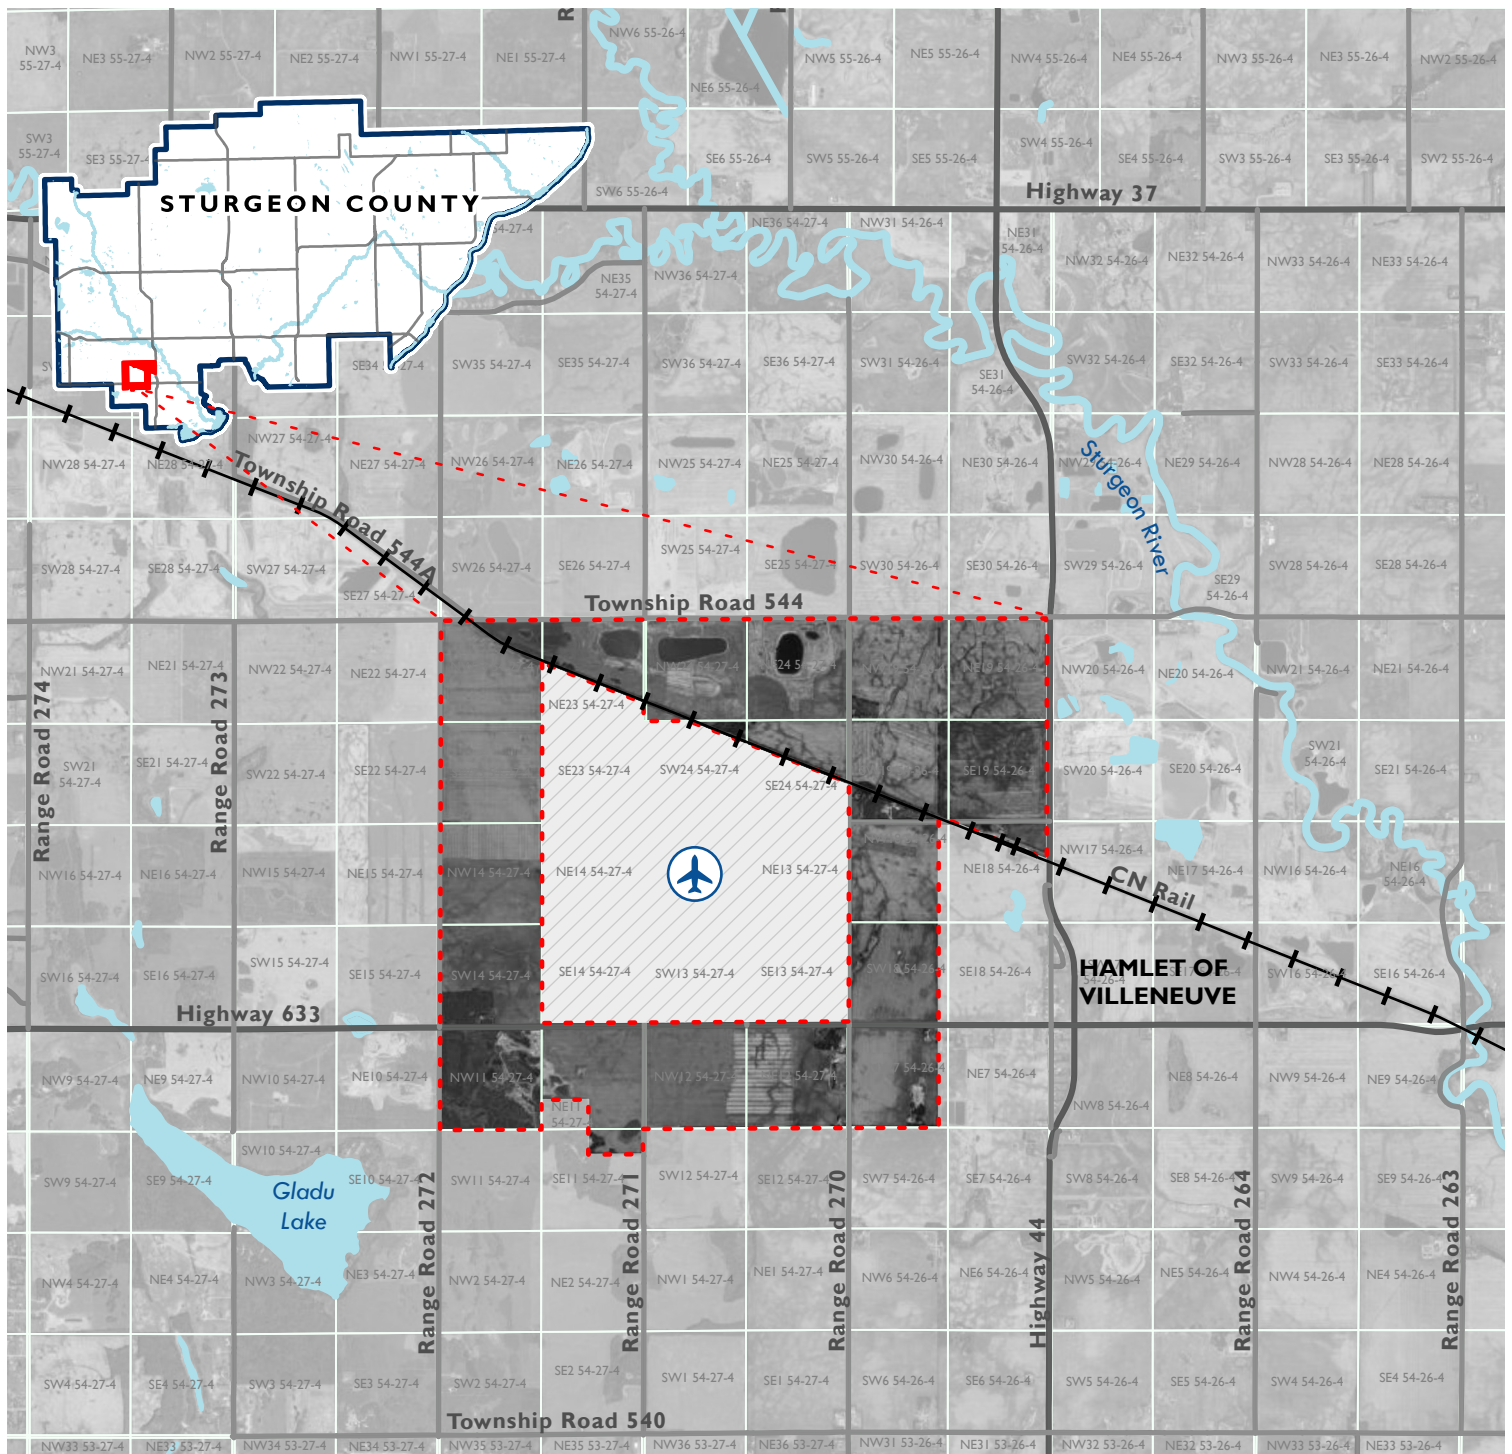 NW3
55-27-4
NE3 55-27-4
NW2 55-27-4
NE2 55-27-4
NW1 55-27-4
NE1 55-27-4
NW6 55-26-4
NE6 55-26-4
NW5 55-26-4
NE5 55-26-4
NW4 55-26-4
NE4 55-26-4
NW3 55-26-4
NE3 55-26-4
NW2 55-26-4
SW3
55-27-4
SE3 55-27-4
SE6 55-26-4
SW5 55-26-4
SE5 55-26-4
SW4 55-26-4
SE4 55-26-4
SW3 55-26-4
SE3 55-26-4
SW2 55-26-4
SW6 55-26-4
Highway 37
STURGEON COUNTY
NE36 54-27-4
NW31 54-26-4
NE31
54-26-4
NW32 54-26-4
NE32 54-26-4
NW33 54-26-4
NE33 54-26-4
NE35
54-27-4
NW36 54-27-4
SE34
SW35 54-27-4
SE35 54-27-4
SW36 54-27-4
SE36 54-27-4
SW31 54-26-4
SE31
54-26-4
SW32 54-26-4
SE32 54-26-4
SW33 54-26-4
SE33 54-26-4
NW28 54-27-4
NE28 54-27-4
NW27 54-27-4
NE27 54-27-4
NW26 54-27-4
NE26 54-27-4
NW25 54-27-4
NE25 54-27-4
NW30 54-26-4
NE30 54-26-4
NW29 54-26-4
NE29 54-26-4
NW28 54-26-4
NE28 54-26-4
Township Road 544A
Sturgeon River
SW28 54-27-4
SE28 54-27-4
SW27 54-27-4
SE27 54-27-4
SW26 54-27-4
SE26 54-27-4
SW25 54-27-4
SE25 54-27-4
SW30 54-26-4
SE30 54-26-4
SW29 54-26-4
SE29
54-26-4
SW28 54-26-4
SE28 54-26-4
Township Road 544
NW21 54-27-4
NE21 54-27-4
NW22 54-27-4
NE22 54-27-4
NE23 54-27-4
NW20 54-26-4
NE20 54-26-4
NW21 54-26-4
NE21 54-26-4
Range Road 274
Range Road 273
SW21
54-27-4
SE21 54-27-4
SW22 54-27-4
SE22 54-27-4
SE23 54-27-4
SW24 54-27-4
SE24 54-27-4
SE19 54-26-4
SW20 54-26-4
SE20 54-26-4
SW21
54-26-4
SE21 54-26-4
NW16 54-27-4
NE16 54-27-4
NW15 54-27-4
NE15 54-27-4
NW14 54-27-4
NE14 54-27-4
NE13 54-27-4
NE18 54-26-4
NW17 54-26-4
NE17 54-26-4
NW16 54-26-4
NE16
54-26-4
CN Rail
SW16 54-27-4
SE16 54-27-4
SW15 54-27-4
SE15 54-27-4
SW14 54-27-4
SE14 54-27-4
SW13 54-27-4
SE13 54-27-4
SW18 54-26-4
SE18 54-26-4
SW16 54-26-4
SE16 54-26-4
HAMLET OF
VILLENEUVE
Highway 633
NW9 54-27-4
NE9 54-27-4
NW10 54-27-4
NE10 54-27-4
NW11 54-27-4
NE11
54-27-4
NW12 54-27-4
NE7 54-26-4
NW8 54-26-4
NE8 54-26-4
NW9 54-26-4
NE9 54-26-4
SW9 54-27-4
SE9 54-27-4
SW10 54-27-4
SE10 54-27-4
SW11 54-27-4
SE11 54-27-4
SW12 54-27-4
SE12 54-27-4
SW7 54-26-4
SE7 54-26-4
SW8 54-26-4
SE8 54-26-4
SW9 54-26-4
SE9 54-26-4
Gladu
Lake
Range Road 272
Range Road 271
Range Road 270
Highway 44
Range Road 264
Range Road 263
NW4 54-27-4
NE4 54-27-4
NW3 54-27-4
NE3 54-27-4
NW2 54-27-4
NE2 54-27-4
NW1 54-27-4
NE1 54-27-4
NW6 54-26-4
NE6 54-26-4
NW5 54-26-4
NE5 54-26-4
NW4 54-26-4
NE4 54-26-4
SW4 54-27-4
SE4 54-27-4
SW3 54-27-4
SE3 54-27-4
SW2 54-27-4
SE2 54-27-4
SW1 54-27-4
SE1 54-27-4
SW6 54-26-4
SE6 54-26-4
SW5 54-26-4
SE5 54-26-4
SW4 54-26-4
SE4 54-26-4
Township Road 540
NW33 53-27-4
NE33 53-27-4
NW34 53-27-4
NE34 53-27-4
NW35 53-27-4
NE35 53-27-4
NW36 53-27-4
NE36 53-27-4
NW31 53-26-4
NE31 53-26-4
NW32 53-26-4
NE32 53-26-4
NW33 53-26-4
NE33 53-26-4